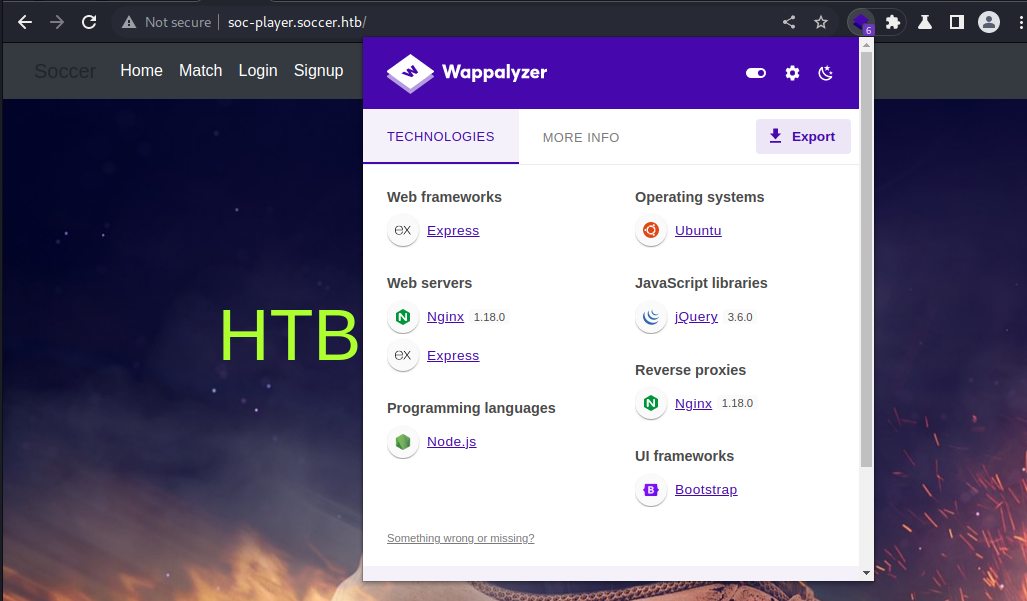 Not secure | soc-player.soccer.htb/
6
Soccer Home Match Login Signup
HTB
Wappalyzer
TECHNOLOGIES MORE INFO Export
Web frameworks
ex Express
Web servers
Nginx 1.18.0
ex Express
Programming languages
Node.js
Something wrong or missing?
Operating systems
Ubuntu
JavaScript libraries
jQuery 3.6.0
Reverse proxies
Nginx 1.18.0
UI frameworks
B Bootstrap